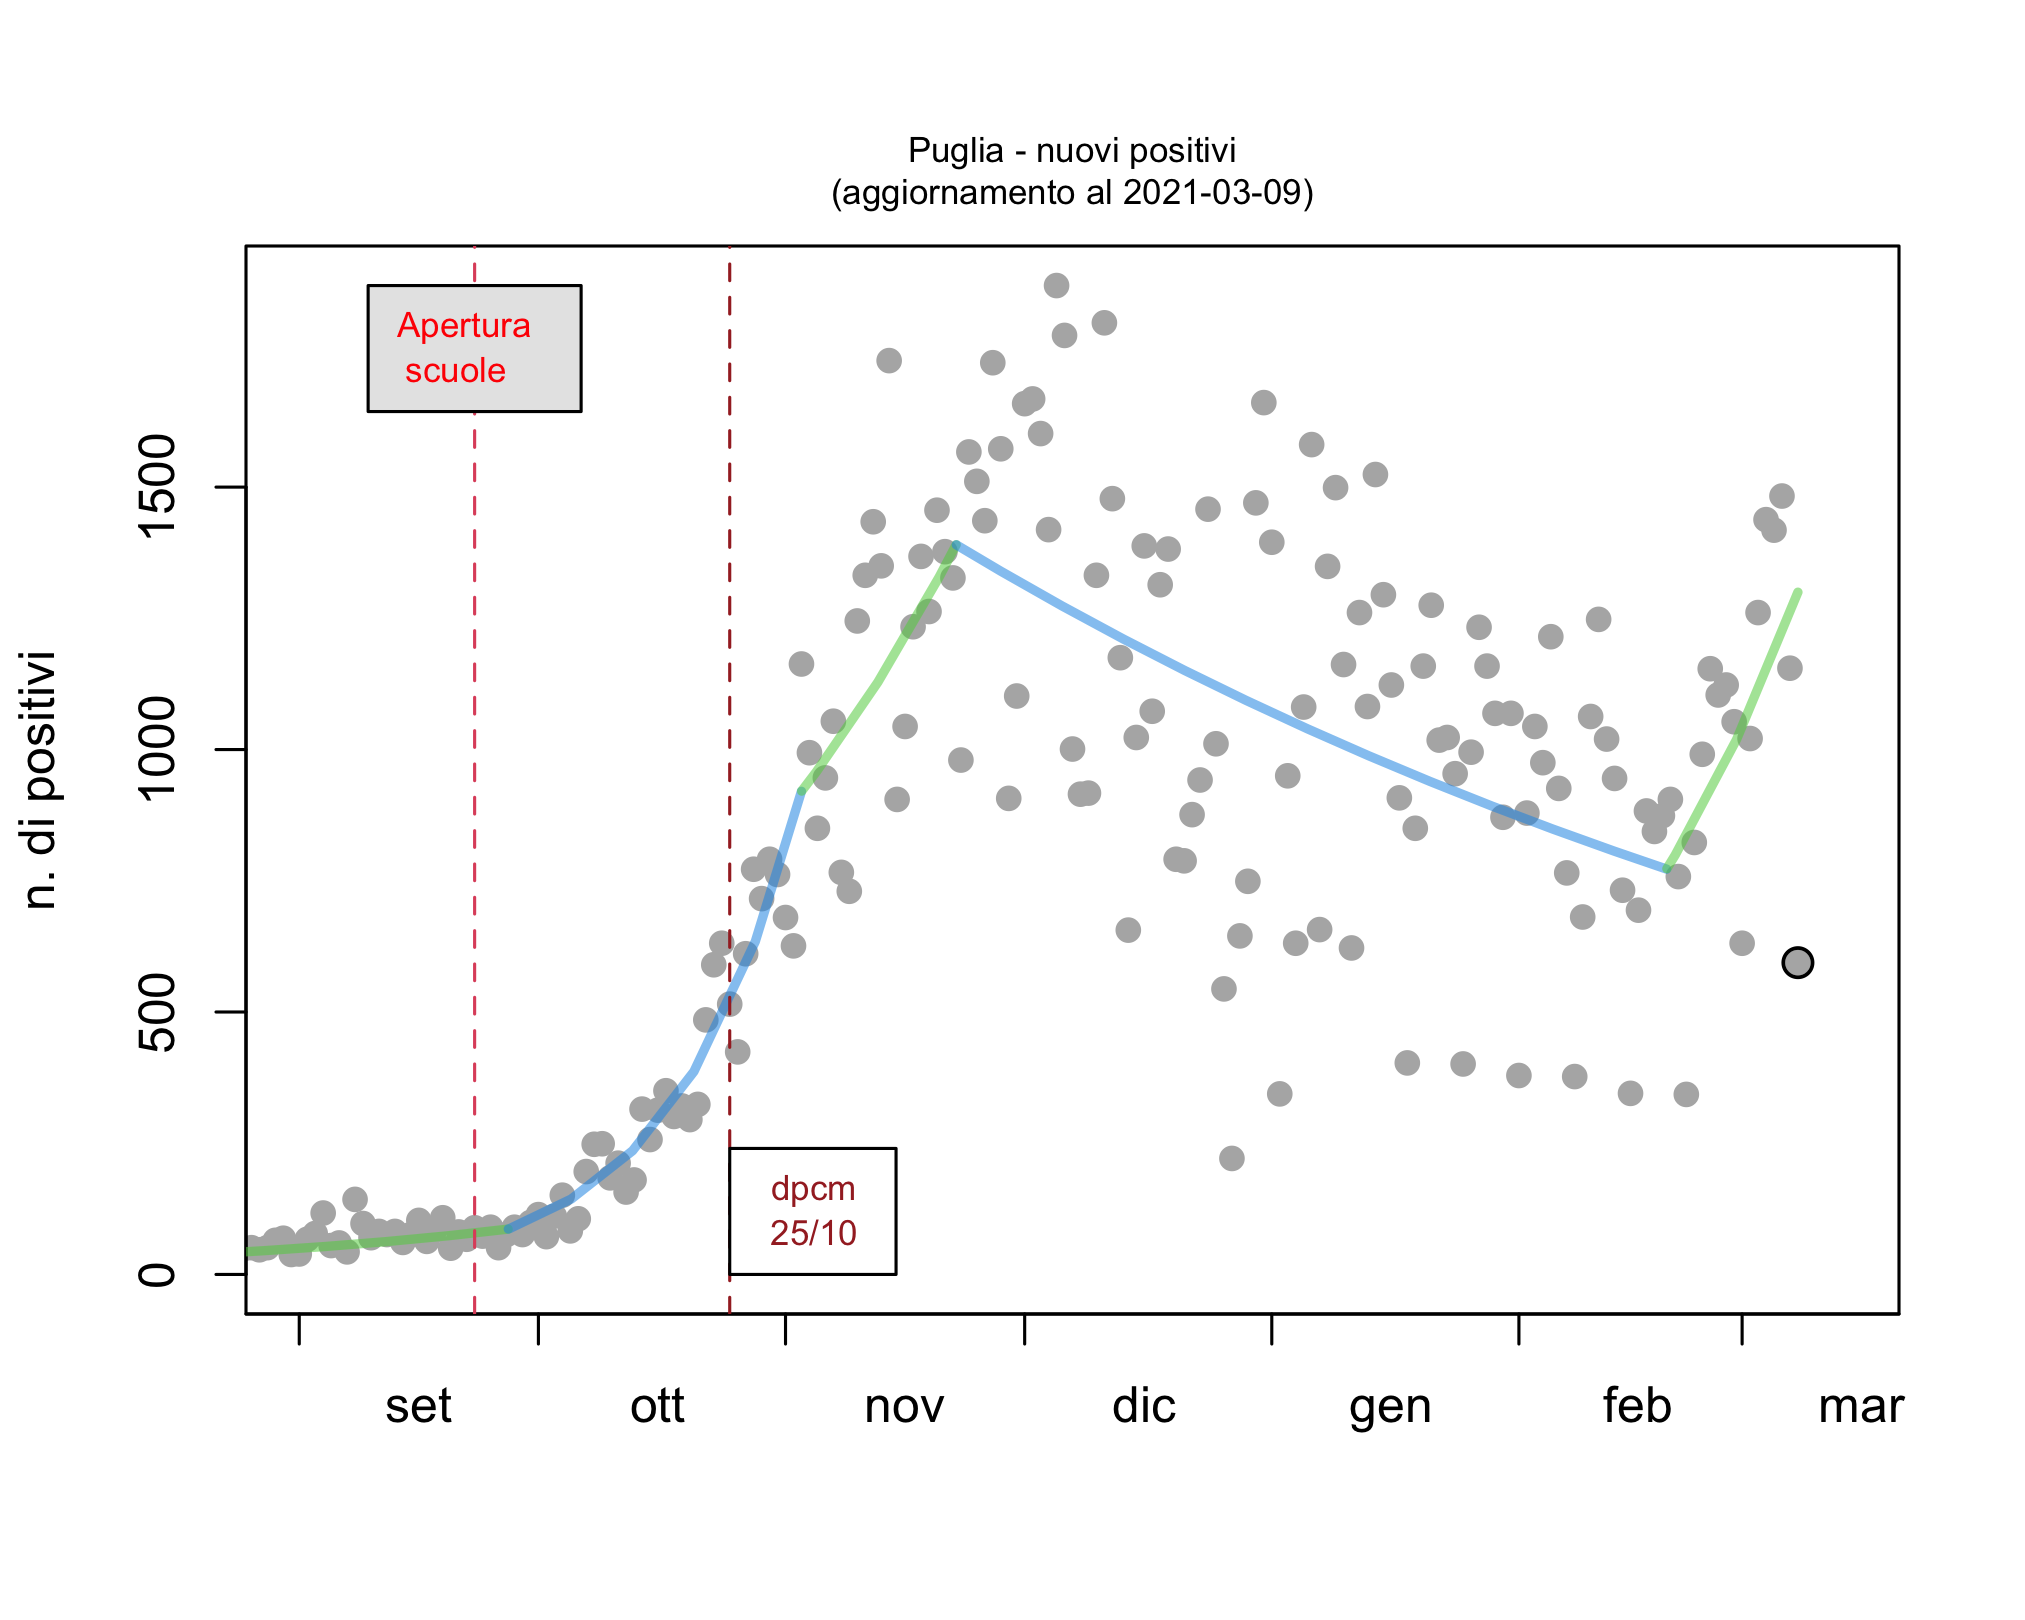 Puglia - nuovi positivi
(aggiornamento al 2021-03-09)
Apertura
scuole
n. di positivi
1500
1000
500
0
dpcm
25/10
set ott nov dic gen feb mar